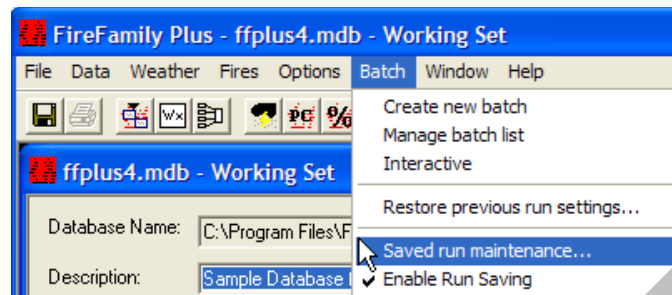 FireFamily Plus - ffplus4.mdb - Working Set
File Data Weather Fires Options Batch Window Help
Wx
Create new batch
Manage batch list
Interactive
Restore previous run settings...
Saved run maintenance...
Enable Run Saving
ffplus4.mdb - Working Set
Database Name: C:\Program Files\F
Description: Sample Database